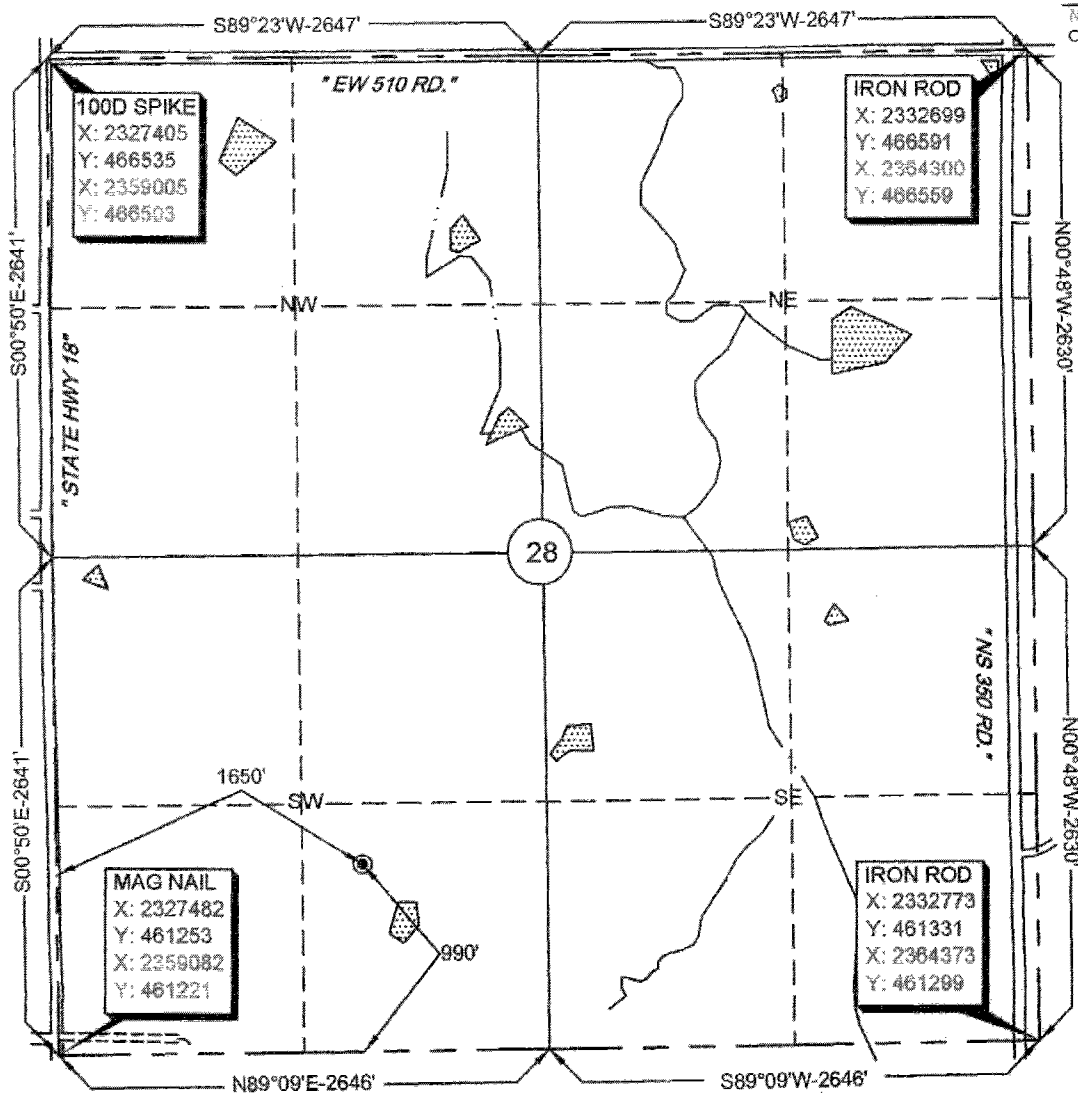 S89°23'W-2647'
S89°23'W-2647'
" EW 510 RD."
100D SPIKE
X: 2327405
Y: 466535
X: 2359005
Y: 466503
IRON ROD
X: 2332699
Y: 466591
X: 2364300
Y: 466559
S00°50'E-2641'
N00°48'W-2630'
NW
NE
" STATE HWY 18"
28
"NS 350 RD."
S00°50'E-2641'
N00°48'W-2630'
1650'
SW
SE
MAG NAIL
X: 2327482
Y: 461253
X: 2359082
Y: 461221
990'
IRON ROD
X: 2332773
Y: 461331
X: 2364373
Y: 461299
N89°09'E-2646'
S89°09'W-2646'